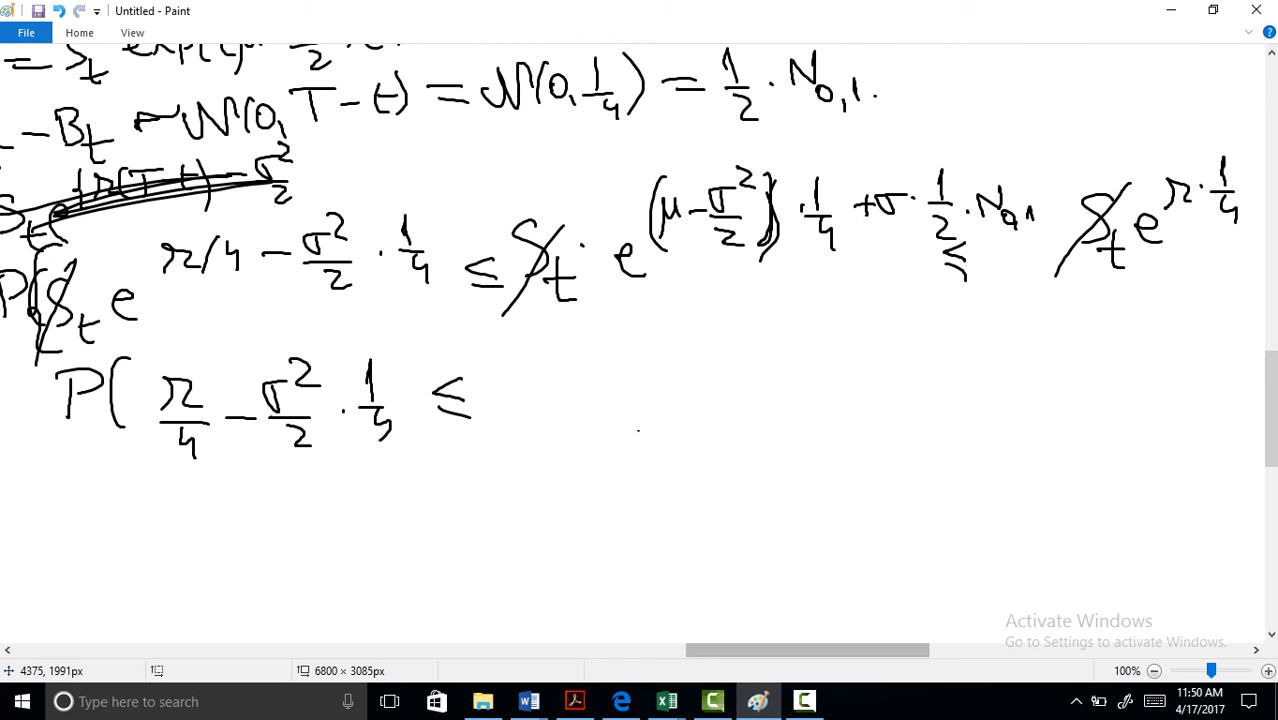 Untitled - Paint
File Home View
= S_t exp{(μ 2
- B_t ~ N(0, T - t) = N(0, 1/4) = 1/2 · N_{0,1}.
{r(T - t) - σ²/2
P(S_t e r/4 - σ²/2 · 1/4 ≤ S_t · e^{(μ - σ²/2) · 1/4 + σ · 1/2 · N_{0,1}} ≤ S_t e^{r · 1/4}
P( r/4 - σ²/2 · 1/4 ≤
Activate Windows
Go to Settings to activate Windows.
4375, 1991px 6800 × 3085px 100%
Type here to search
11:50 AM
4/17/2017